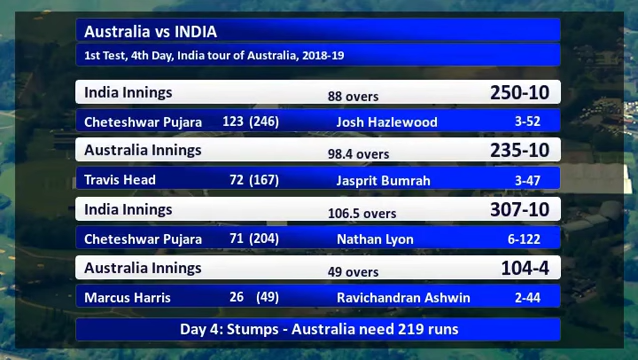 Australia vs INDIA
1st Test, 4th Day, India tour of Australia, 2018-19
India Innings 88 overs 250-10
Cheteshwar Pujara 123 (246) Josh Hazlewood 3-52
Australia Innings 98.4 overs 235-10
Travis Head 72 (167) Jasprit Bumrah 3-47
India Innings 106.5 overs 307-10
Cheteshwar Pujara 71 (204) Nathan Lyon 6-122
Australia Innings 49 overs 104-4
Marcus Harris 26 (49) Ravichandran Ashwin 2-44
Day 4: Stumps - Australia need 219 runs